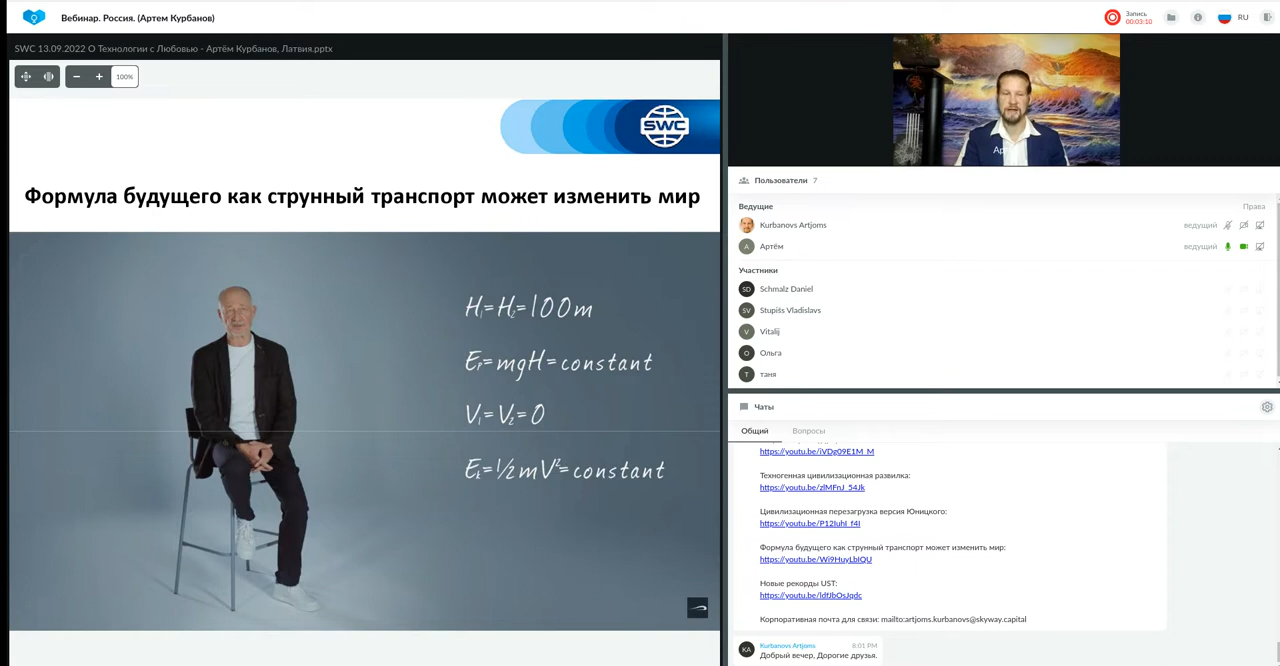 Вебинар. Россия. (Артем Курбанов)
Запись
00:03:10
RU
SWC 13.09.2022 О Технологии с Любовью - Артём Курбанов, Латвия.pptx
100%
SWC
Формула будущего как струнный транспорт может изменить мир
H₁=H₂=100m
Eₚ=mgH=constant
V₁=V₂=0
Eₖ=½mV²=constant
Пользователи 7
Ведущие
Права
Kurbanovs Artjoms
ведущий
A
Артём
ведущий
Участники
SD
Schmalz Daniel
SV
Stupišs Vladislavs
V
Vitalij
О
Ольга
Т
таня
Чаты
Общий
Вопросы
https://youtu.be/iVDg09E1M_M
Техногенная цивилизационная развилка:
https://youtu.be/zlMFnJ_54Jk
Цивилизационная перезагрузка версия Юницкого:
https://youtu.be/P12IuhI_f4I
Формула будущего как струнный транспорт может изменить мир:
https://youtu.be/Wi9HuyLbIQU
Новые рекорды UST:
https://youtu.be/ldfJbOsJqdc
Корпоративная почта для связи: mailto:artjoms.kurbanovs@skyway.capital
KA
Kurbanovs Artjoms
8:01 PM
Добрый вечер, Дорогие друзья.